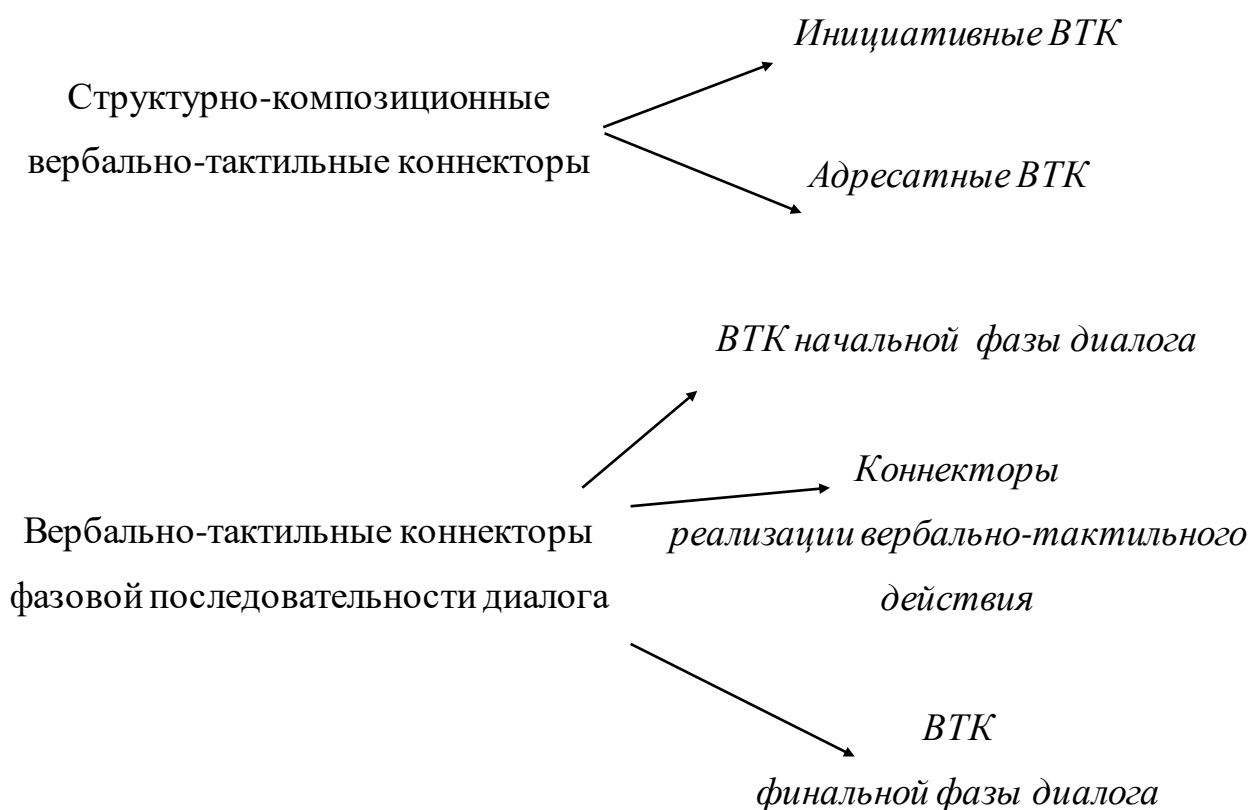 Инициативные ВТК
Структурно-композиционные
вербально-тактильные коннекторы
Адресатные ВТК
ВТК начальной фазы диалога
Коннекторы
реализации вербально-тактильного
действия
Вербально-тактильные коннекторы
фазовой последовательности диалога
ВТК
финальной фазы диалога